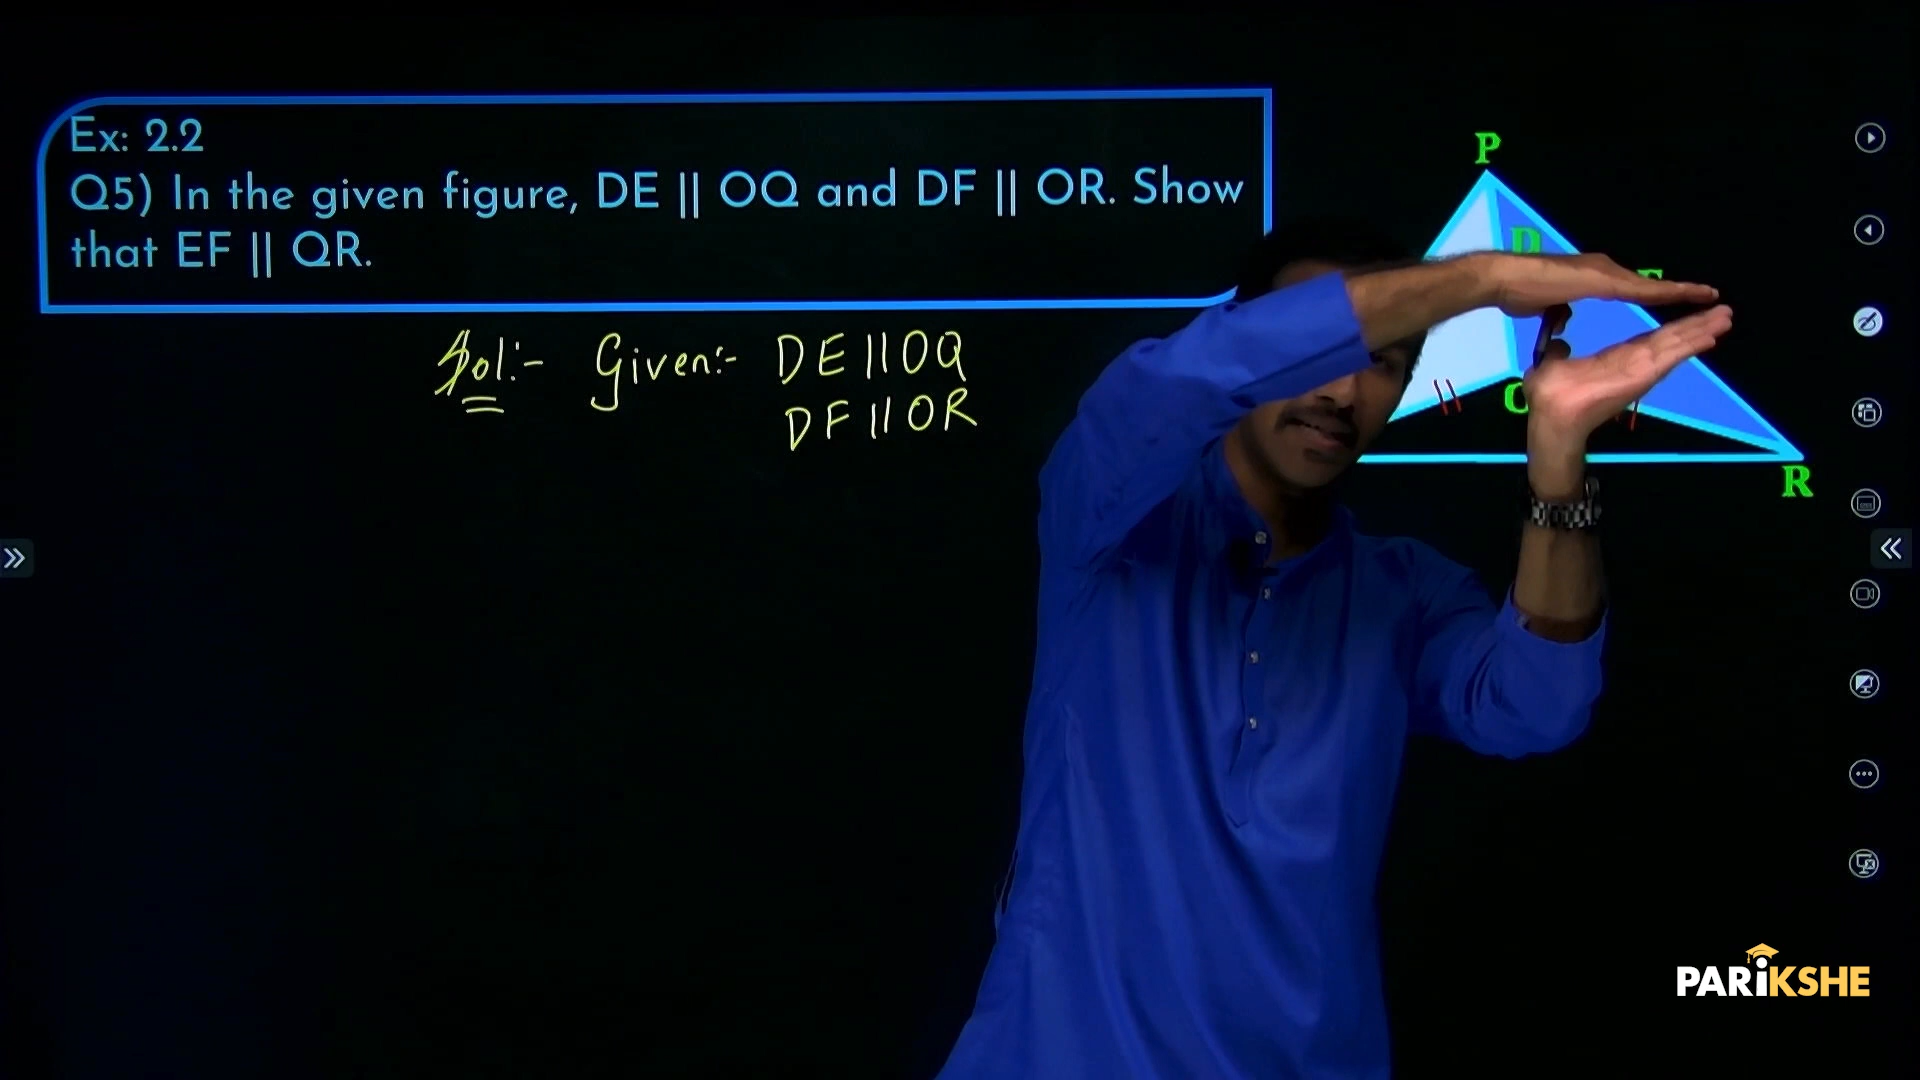 Ex: 2.2
Q5) In the given figure, DE || OQ and DF || OR. Show
that EF || QR.
Sol:- Given:- DE || OQ
DF || OR
P
D
R
PARIKSHE